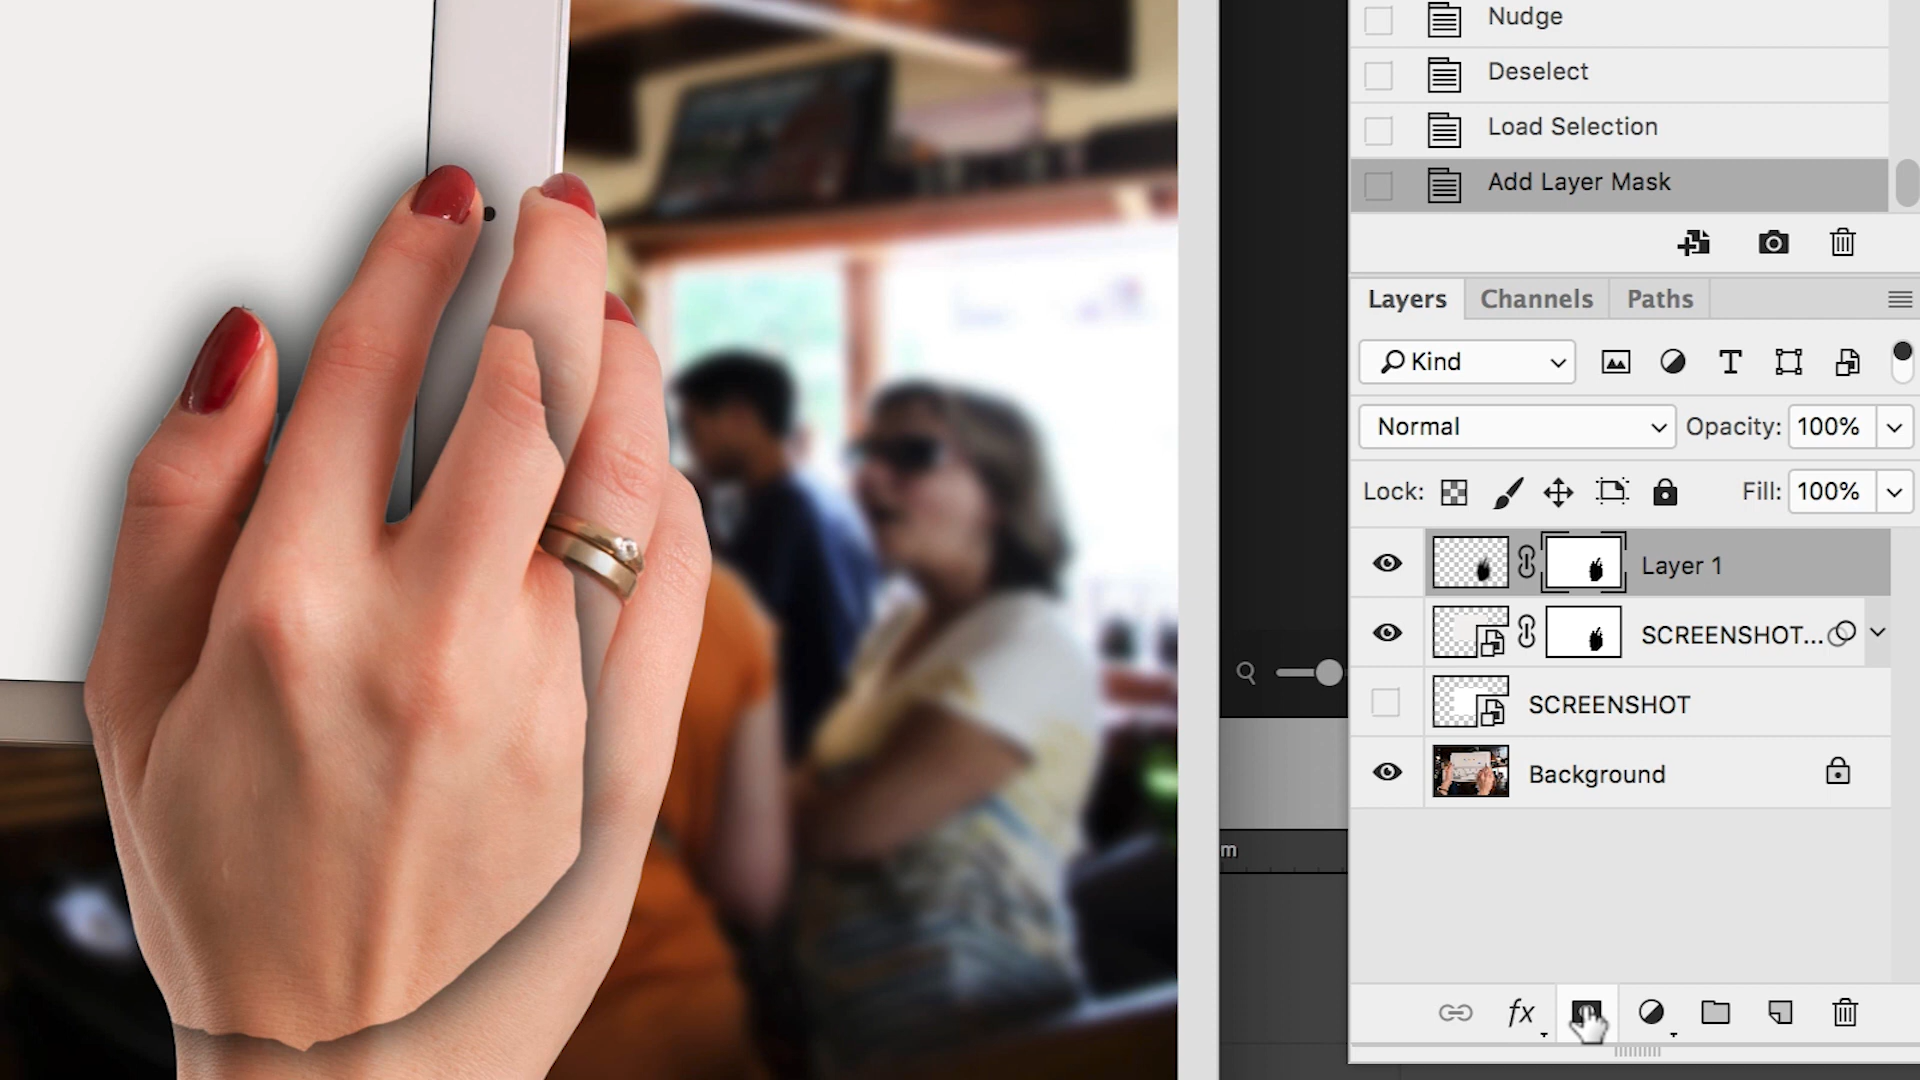 Nudge
Deselect
Load Selection
Add Layer Mask
Layers Channels Paths
Kind
Normal Opacity: 100%
Lock: Fill: 100%
Layer 1
SCREENSHOT...
SCREENSHOT
Background
fx
m